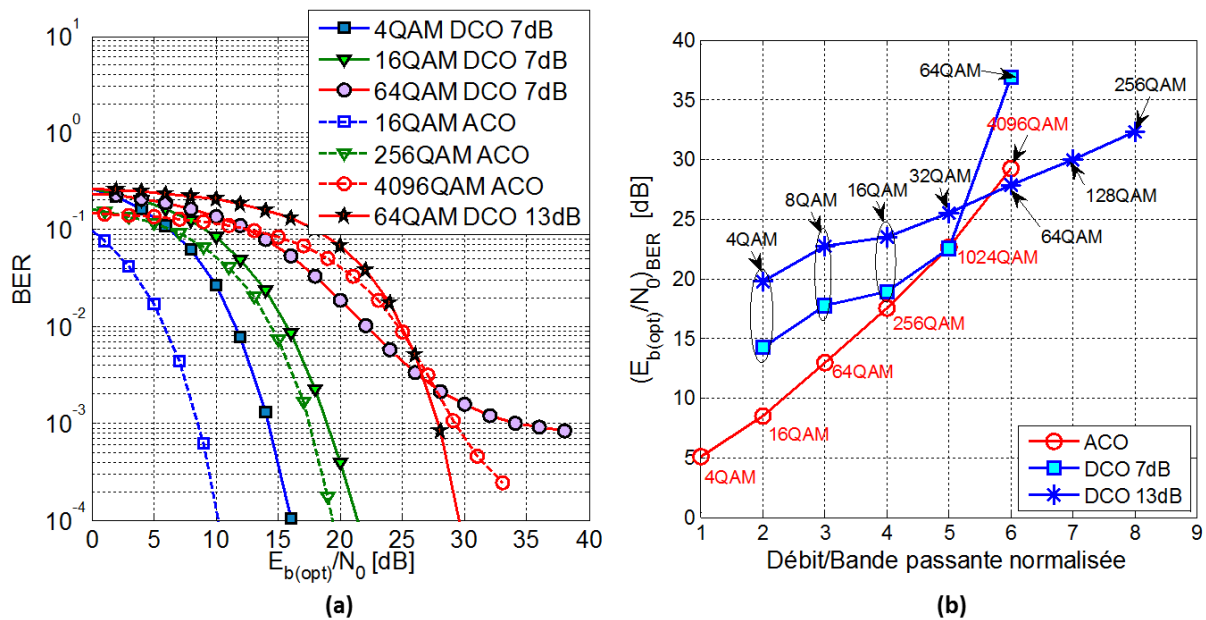 4QAM DCO 7dB
16QAM DCO 7dB
64QAM DCO 7dB
16QAM ACO
256QAM ACO
4096QAM ACO
64QAM DCO 13dB
10^1
10^0
10^-1
10^-2
10^-3
10^-4
BER
0 5 10 15 20 25 30 35 40
E_b(opt)/N_0 [dB]
(a)
40
35
30
25
20
15
10
5
0
(E_b(opt)/N_0)_BER [dB]
64QAM
256QAM
4096QAM
32QAM
16QAM
8QAM
4QAM
128QAM
64QAM
1024QAM
256QAM
64QAM
16QAM
4QAM
ACO
DCO 7dB
DCO 13dB
1 2 3 4 5 6 7 8 9
Débit/Bande passante normalisée
(b)